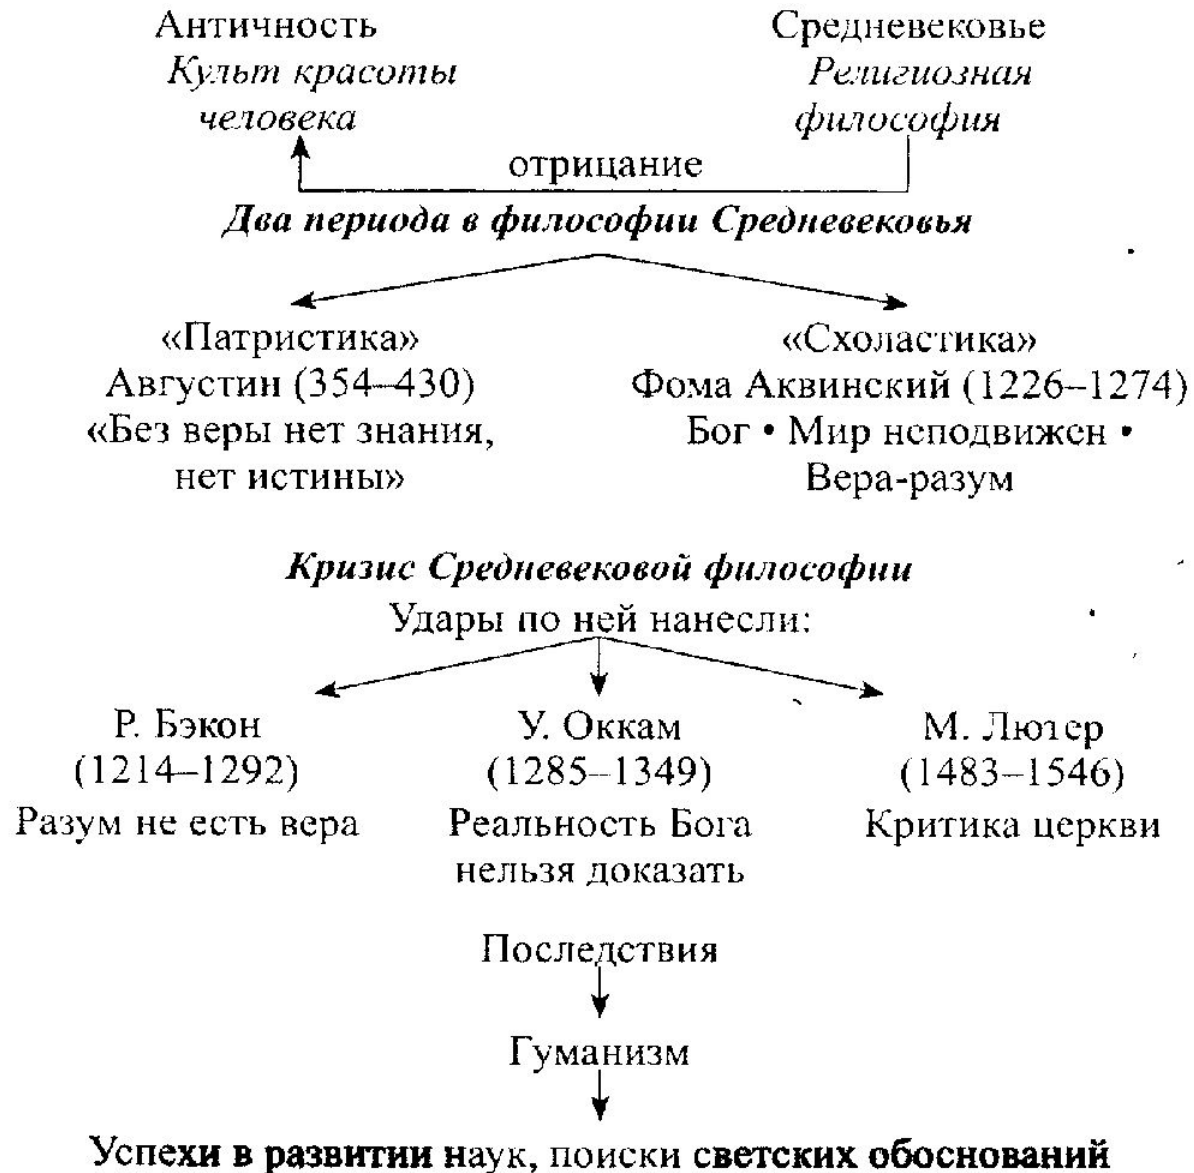 Античность
Культ красоты
человека
Средневековье
Религиозная
философия
отрицание
Два периода в философии Средневековья
«Патристика»
Августин (354–430)
«Без веры нет знания,
нет истины»
«Схоластика»
Фома Аквинский (1226–1274)
Бог • Мир неподвижен •
Вера-разум
Кризис Средневековой философии
Удары по ней нанесли:
Р. Бэкон
(1214–1292)
Разум не есть вера
У. Оккам
(1285–1349)
Реальность Бога
нельзя доказать
М. Лютер
(1483–1546)
Критика церкви
Последствия
Гуманизм
Успехи в развитии наук, поиски светских обоснований